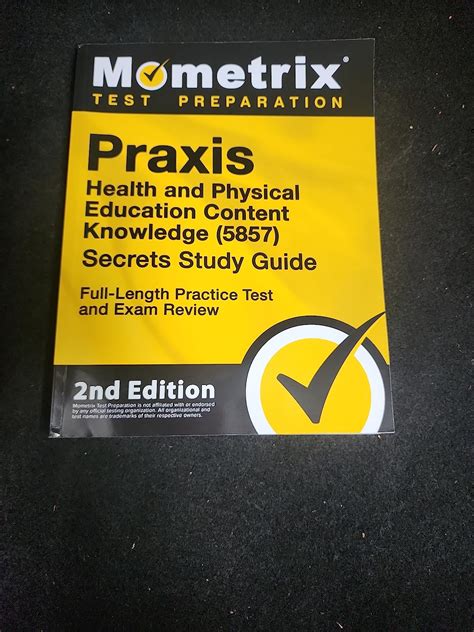 Mometrix®
TEST PREPARATION
Praxis
Health and Physical
Education Content
Knowledge (5857)
Secrets Study Guide
Full-Length Practice Test
and Exam Review
2nd Edition
Mometrix Test Preparation is not affiliated with or endorsed
by any official testing organization. All organizational and
test names are trademarks of their respective owners.